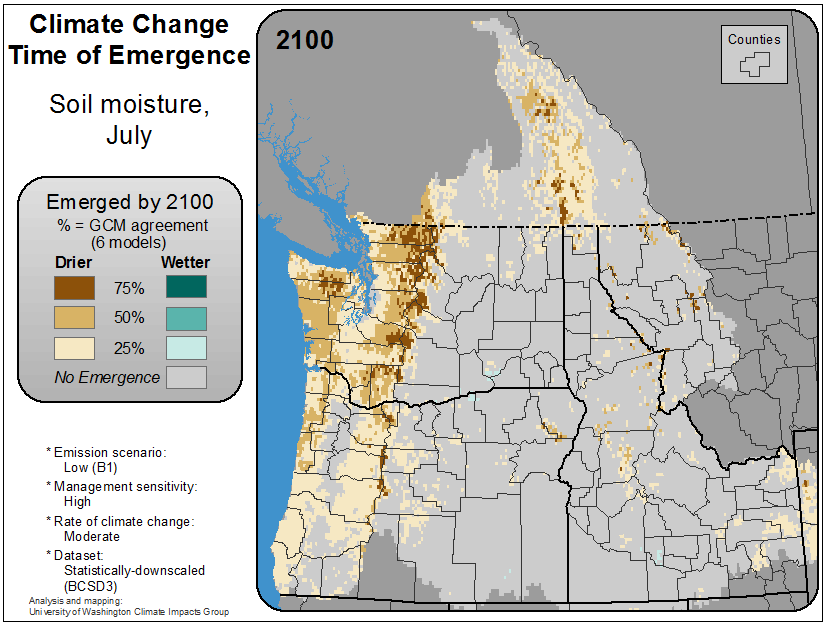 Climate Change
Time of Emergence
Soil moisture,
July
Emerged by 2100
% = GCM agreement
(6 models)
Drier Wetter
75%
50%
25%
No Emergence
* Emission scenario:
Low (B1)
* Management sensitivity:
High
* Rate of climate change:
Moderate
* Dataset:
Statistically-downscaled
(BCSD3)
Analysis and mapping:
University of Washington Climate Impacts Group
2100
Counties